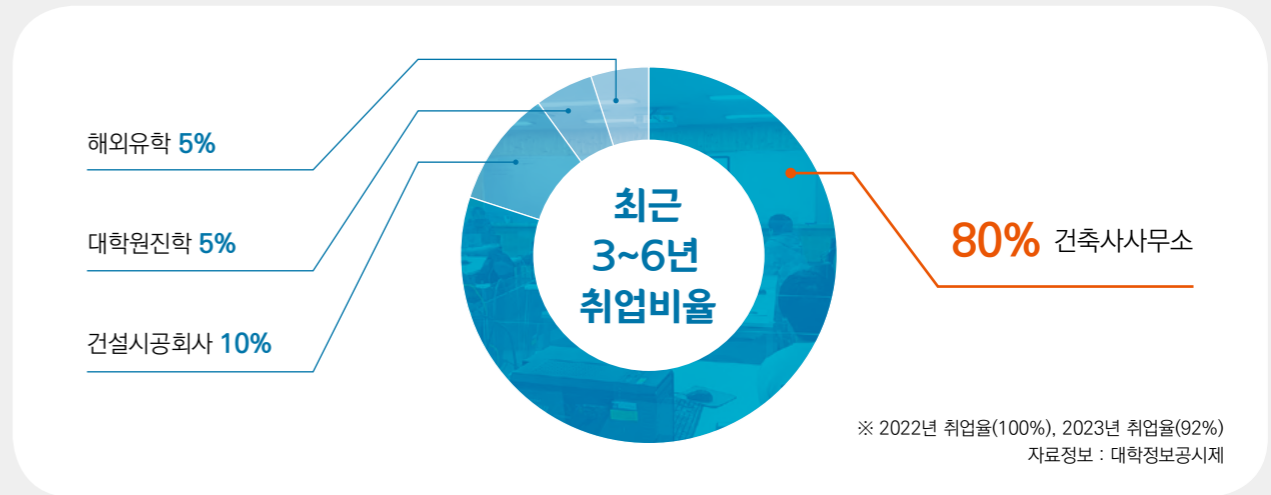 해외유학 5%
대학원진학 5%
건설시공회사 10%
최근
3~6년
취업비율
80% 건축사사무소
※ 2022년 취업율(100%), 2023년 취업율(92%)
자료정보 : 대학정보공시제